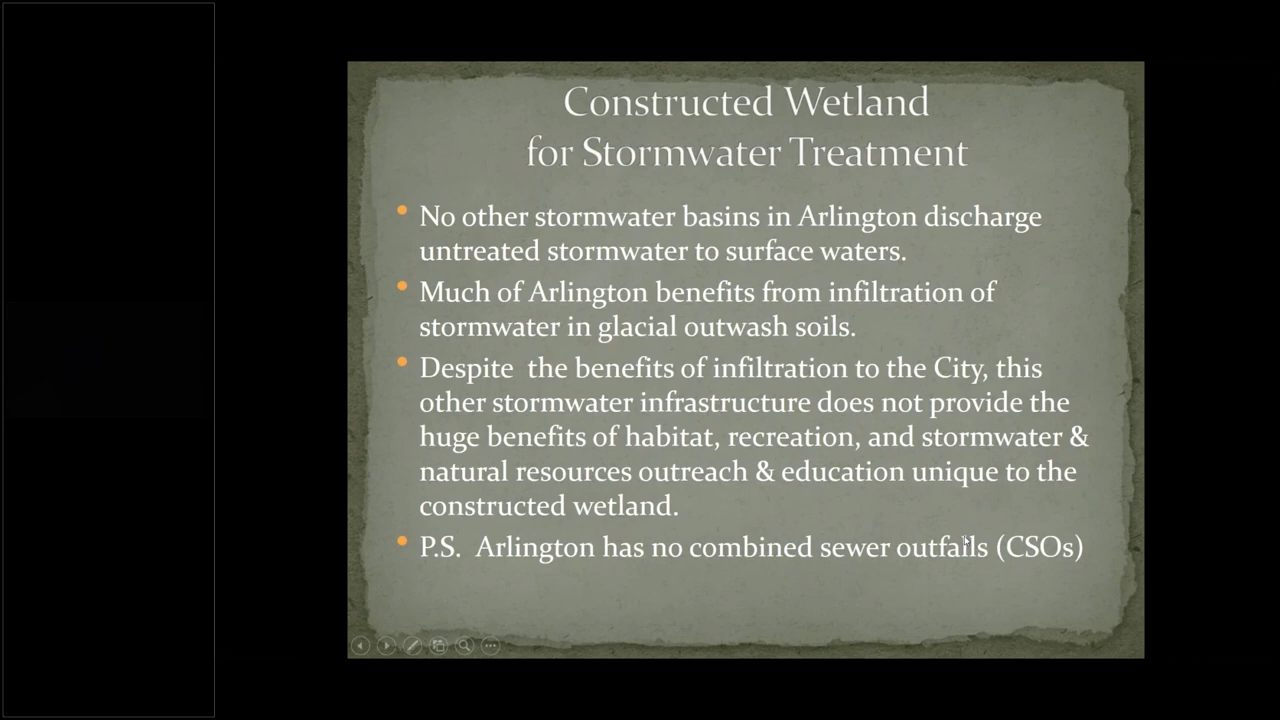 Constructed Wetland
for Stormwater Treatment
• No other stormwater basins in Arlington discharge
untreated stormwater to surface waters.
• Much of Arlington benefits from infiltration of
stormwater in glacial outwash soils.
• Despite  the benefits of infiltration to the City, this
other stormwater infrastructure does not provide the
huge benefits of habitat, recreation, and stormwater &
natural resources outreach & education unique to the
constructed wetland.
• P.S.  Arlington has no combined sewer outfalls (CSOs)